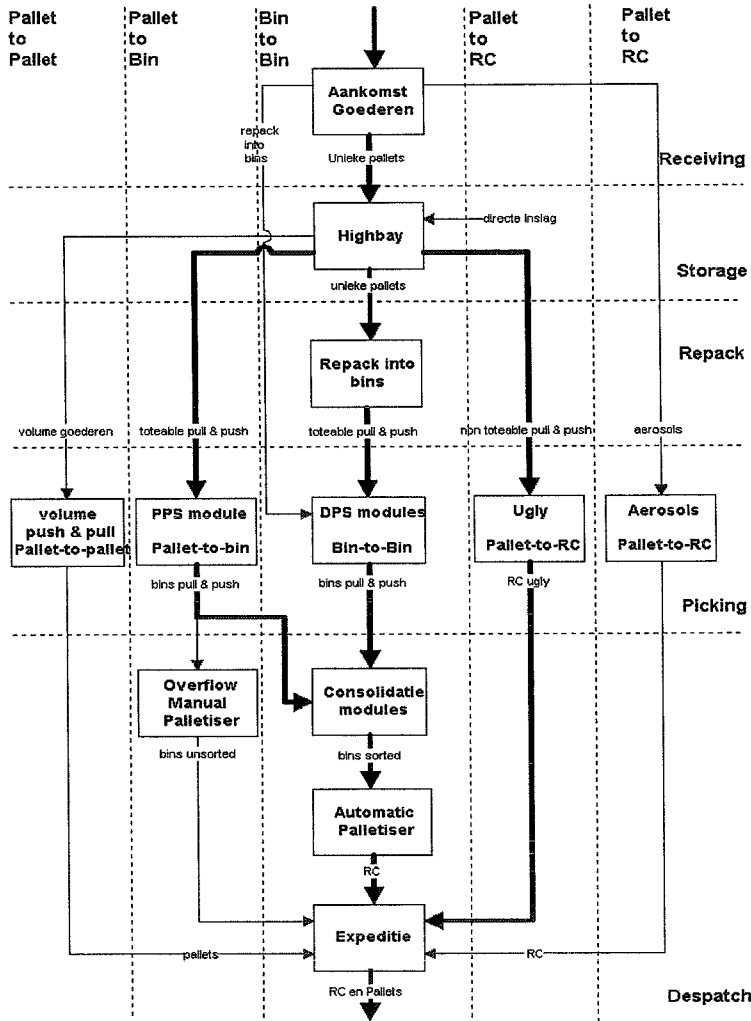 Pallet
to
Pallet
Pallet
to
Bin
Bin
to
Bin
Pallet
to
RC
Pallet
to
RC
Aankomst
Goederen
repack
into
bins
Unieke pallets
Receiving
Highbay
directe inslag
unieke pallets
Storage
Repack into
bins
Repack
volume goederen
toteable pull & push
toteable pull & push
non toteable pull & push
aerosols
volume
push & pull
Pallet-to-pallet
PPS module
Pallet-to-bin
DPS modules
Bin-to-Bin
Ugly
Pallet-to-RC
Aerosols
Pallet-to-RC
bins pull & push
bins pull & push
RC ugly
Picking
Overflow
Manual
Palletiser
Consolidatie
modules
bins unsorted
bins sorted
Automatic
Palletiser
RC
Expeditie
pallets
RC
RC en Pallets
Despatch